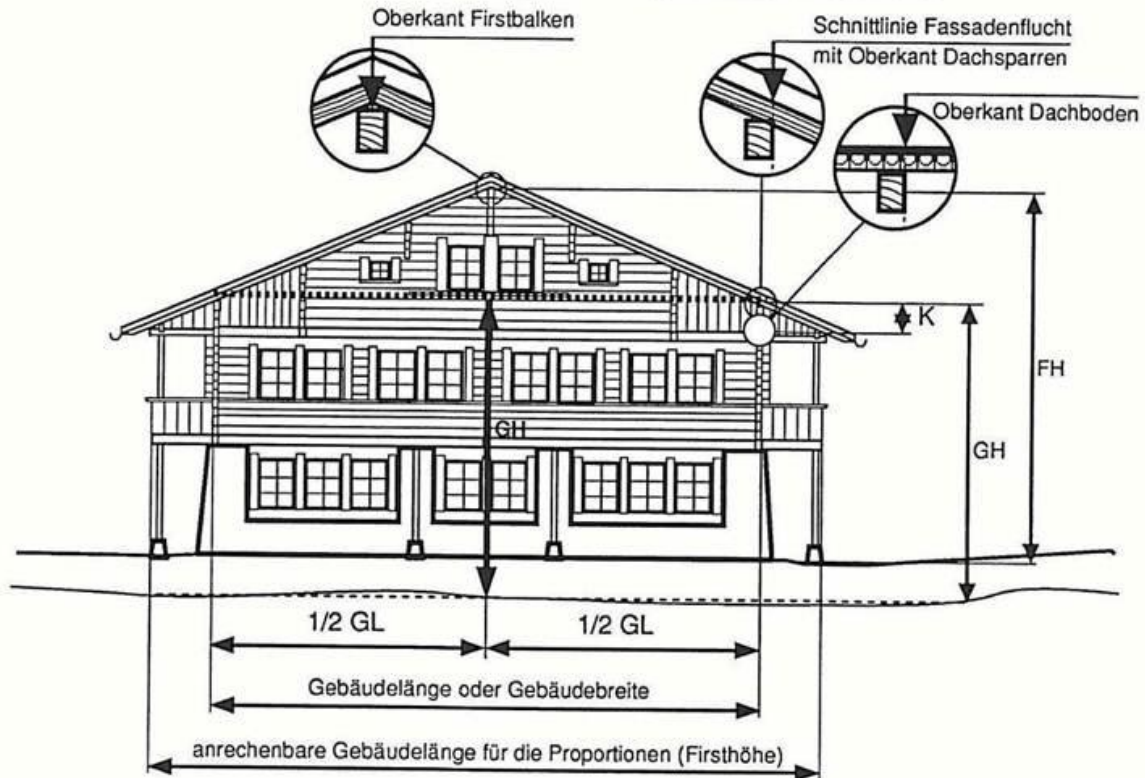 Oberkant Firstbalken
Schnittlinie Fassadenflucht
mit Oberkant Dachsparren
Oberkant Dachboden
K
FH
GH
GH
1/2 GL
1/2 GL
Gebäudelänge oder Gebäudebreite
anrechenbare Gebäudelänge für die Proportionen (Firsthöhe)